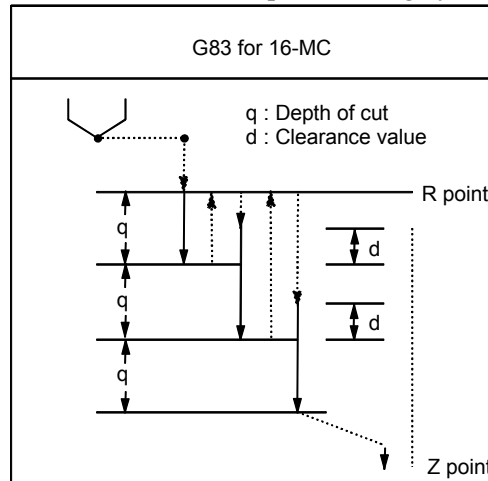 G83 for 16-MC
q : Depth of cut
d : Clearance value
R point
q
d
q
d
q
Z point